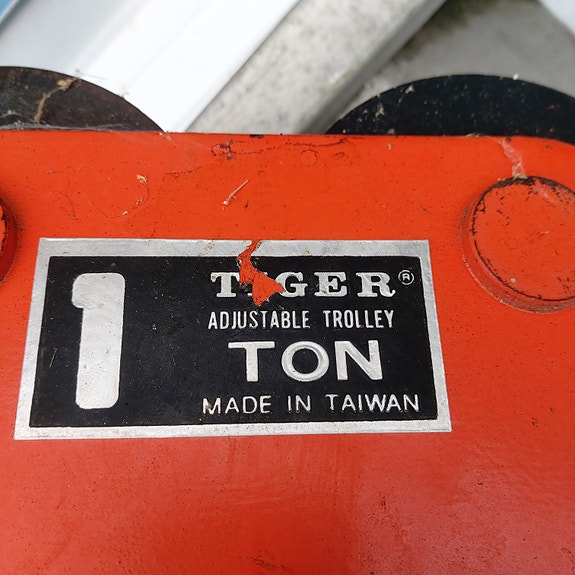 1
TIGER®
ADJUSTABLE TROLLEY
TON
MADE IN TAIWAN